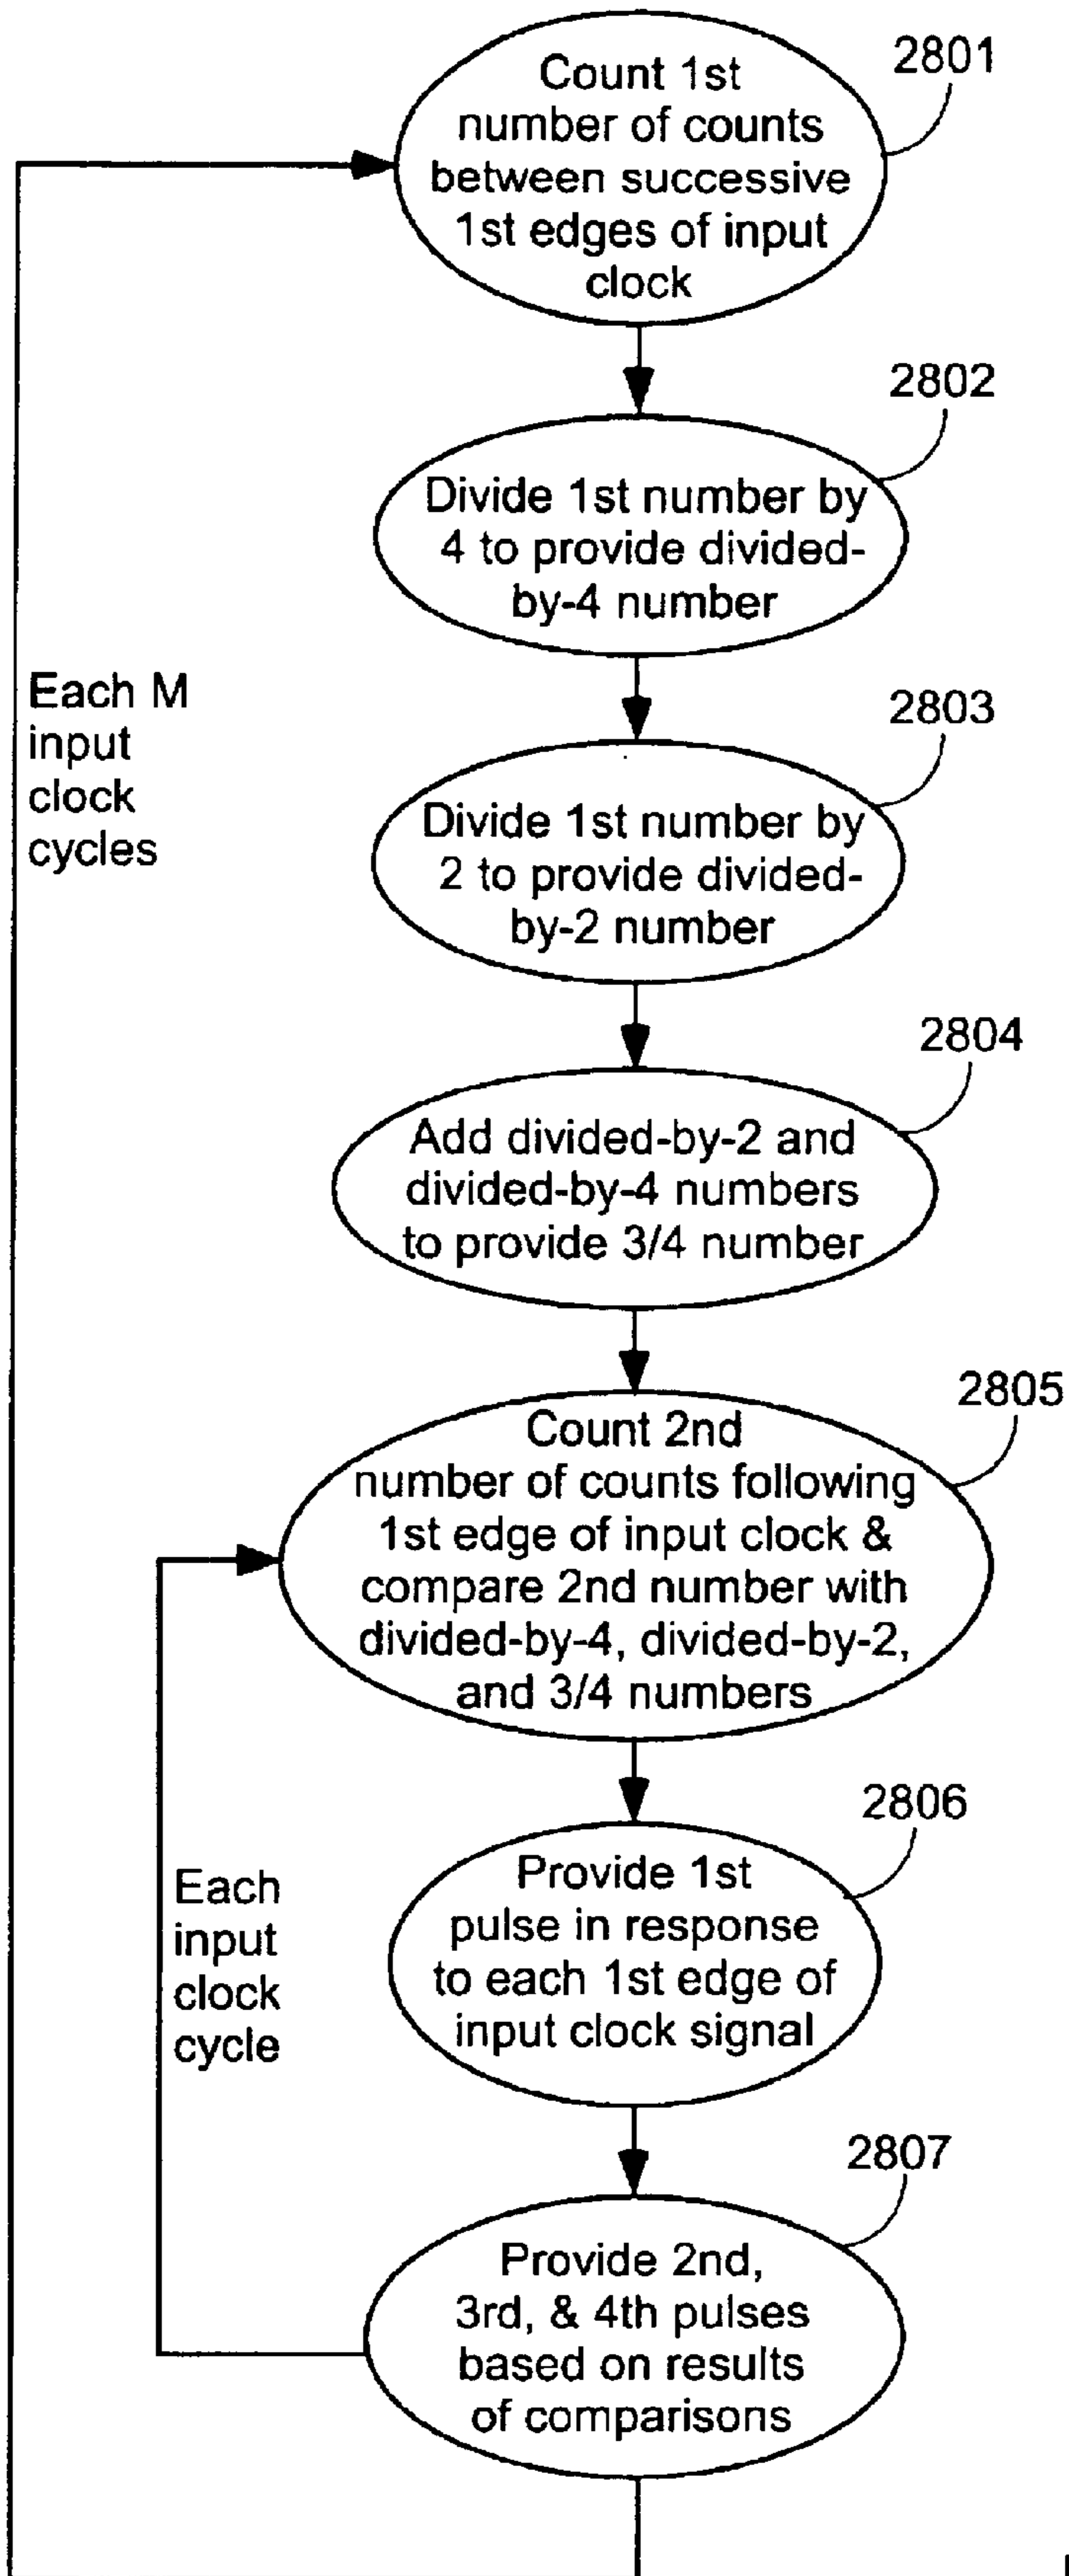 2801
Count 1st
number of counts
between successive
1st edges of input
clock
2802
Divide 1st number by
4 to provide divided-
by-4 number
Each M
input
clock
cycles
2803
Divide 1st number by
2 to provide divided-
by-2 number
2804
Add divided-by-2 and
divided-by-4 numbers
to provide 3/4 number
2805
Count 2nd
number of counts following
1st edge of input clock &
compare 2nd number with
divided-by-4, divided-by-2,
and 3/4 numbers
2806
Provide 1st
pulse in response
to each 1st edge of
input clock signal
Each
input
clock
cycle
2807
Provide 2nd,
3rd, & 4th pulses
based on results
of comparisons